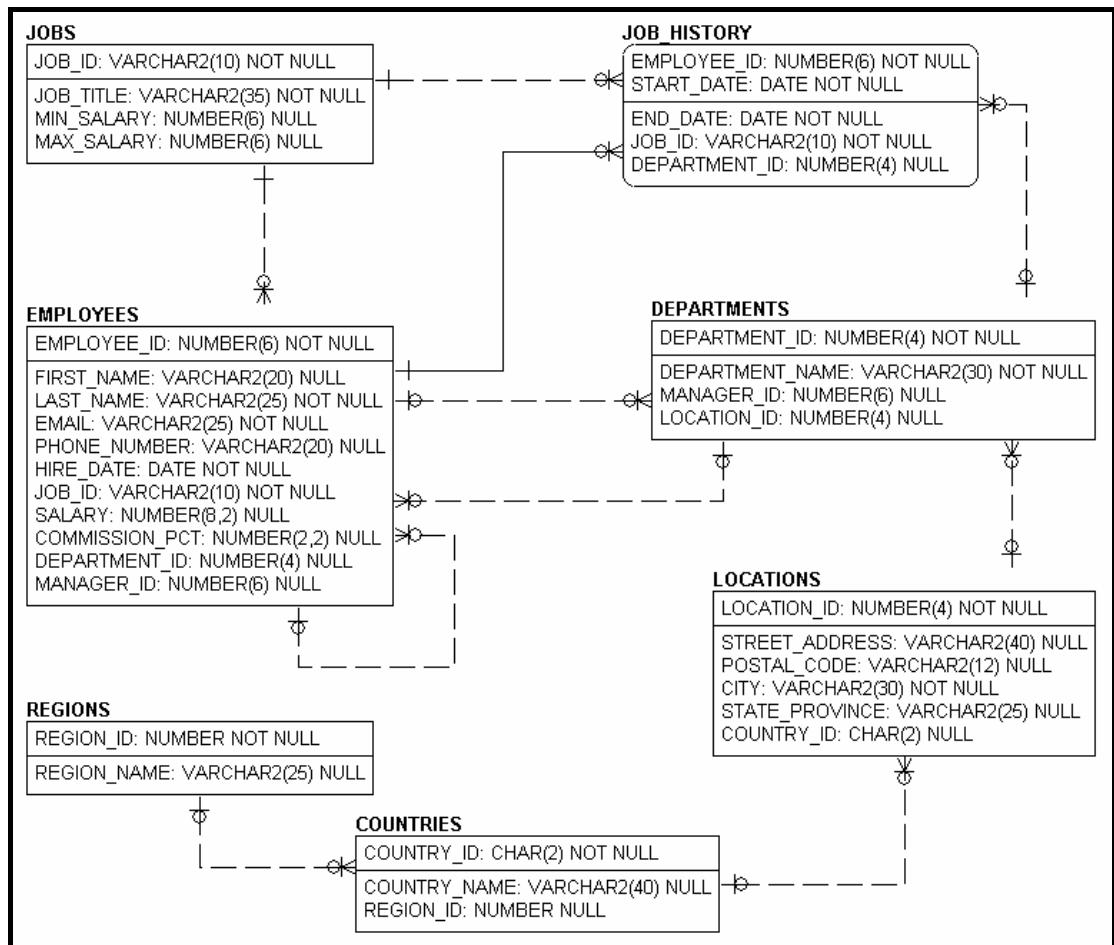 JOBS
JOB_ID: VARCHAR2(10) NOT NULL
JOB_TITLE: VARCHAR2(35) NOT NULL
MIN_SALARY: NUMBER(6) NULL
MAX_SALARY: NUMBER(6) NULL
JOB_HISTORY
EMPLOYEE_ID: NUMBER(6) NOT NULL
START_DATE: DATE NOT NULL
END_DATE: DATE NOT NULL
JOB_ID: VARCHAR2(10) NOT NULL
DEPARTMENT_ID: NUMBER(4) NULL
EMPLOYEES
EMPLOYEE_ID: NUMBER(6) NOT NULL
FIRST_NAME: VARCHAR2(20) NULL
LAST_NAME: VARCHAR2(25) NOT NULL
EMAIL: VARCHAR2(25) NOT NULL
PHONE_NUMBER: VARCHAR2(20) NULL
HIRE_DATE: DATE NOT NULL
JOB_ID: VARCHAR2(10) NOT NULL
SALARY: NUMBER(8,2) NULL
COMMISSION_PCT: NUMBER(2,2) NULL
DEPARTMENT_ID: NUMBER(4) NULL
MANAGER_ID: NUMBER(6) NULL
DEPARTMENTS
DEPARTMENT_ID: NUMBER(4) NOT NULL
DEPARTMENT_NAME: VARCHAR2(30) NOT NULL
MANAGER_ID: NUMBER(6) NULL
LOCATION_ID: NUMBER(4) NULL
LOCATIONS
LOCATION_ID: NUMBER(4) NOT NULL
STREET_ADDRESS: VARCHAR2(40) NULL
POSTAL_CODE: VARCHAR2(12) NULL
CITY: VARCHAR2(30) NOT NULL
STATE_PROVINCE: VARCHAR2(25) NULL
COUNTRY_ID: CHAR(2) NULL
REGIONS
REGION_ID: NUMBER NOT NULL
REGION_NAME: VARCHAR2(25) NULL
COUNTRIES
COUNTRY_ID: CHAR(2) NOT NULL
COUNTRY_NAME: VARCHAR2(40) NULL
REGION_ID: NUMBER NULL